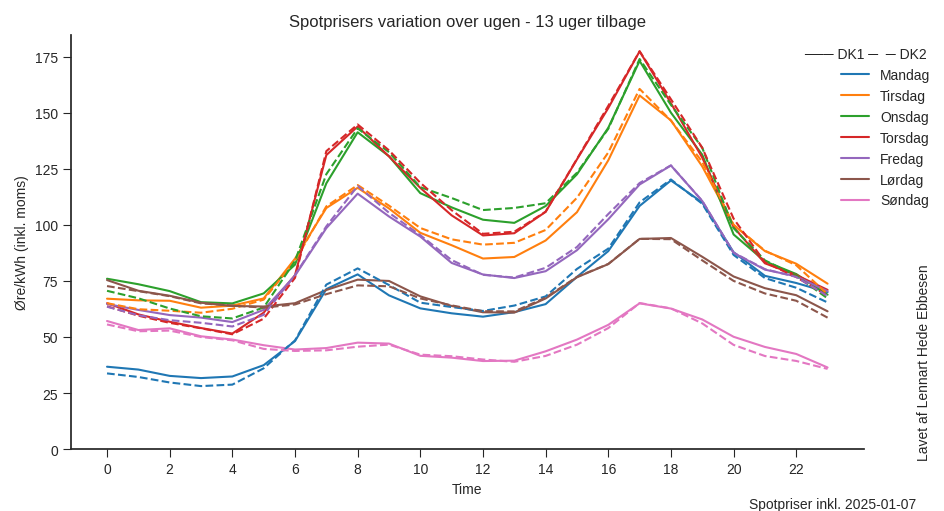 Spotprisers variation over ugen - 13 uger tilbage
DK1 DK2
Mandag
Tirsdag
Onsdag
Torsdag
Fredag
Lørdag
Søndag
Øre/kWh (inkl. moms)
175
150
125
100
75
50
25
0
0 2 4 6 8 10 12 14 16 18 20 22
Time
Lavet af Lennart Hede Ebbesen
Spotpriser inkl. 2025-01-07